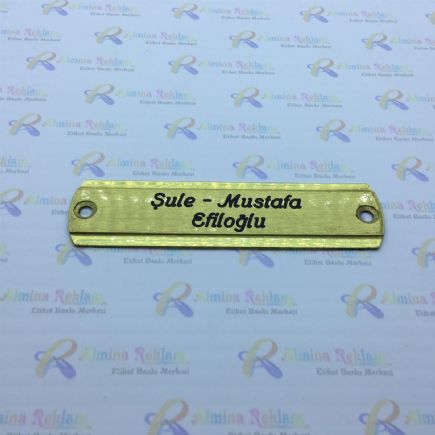 Şule - Mustafa
Efiloğlu
Almina Reklam
Etiket Baskı Merkezi